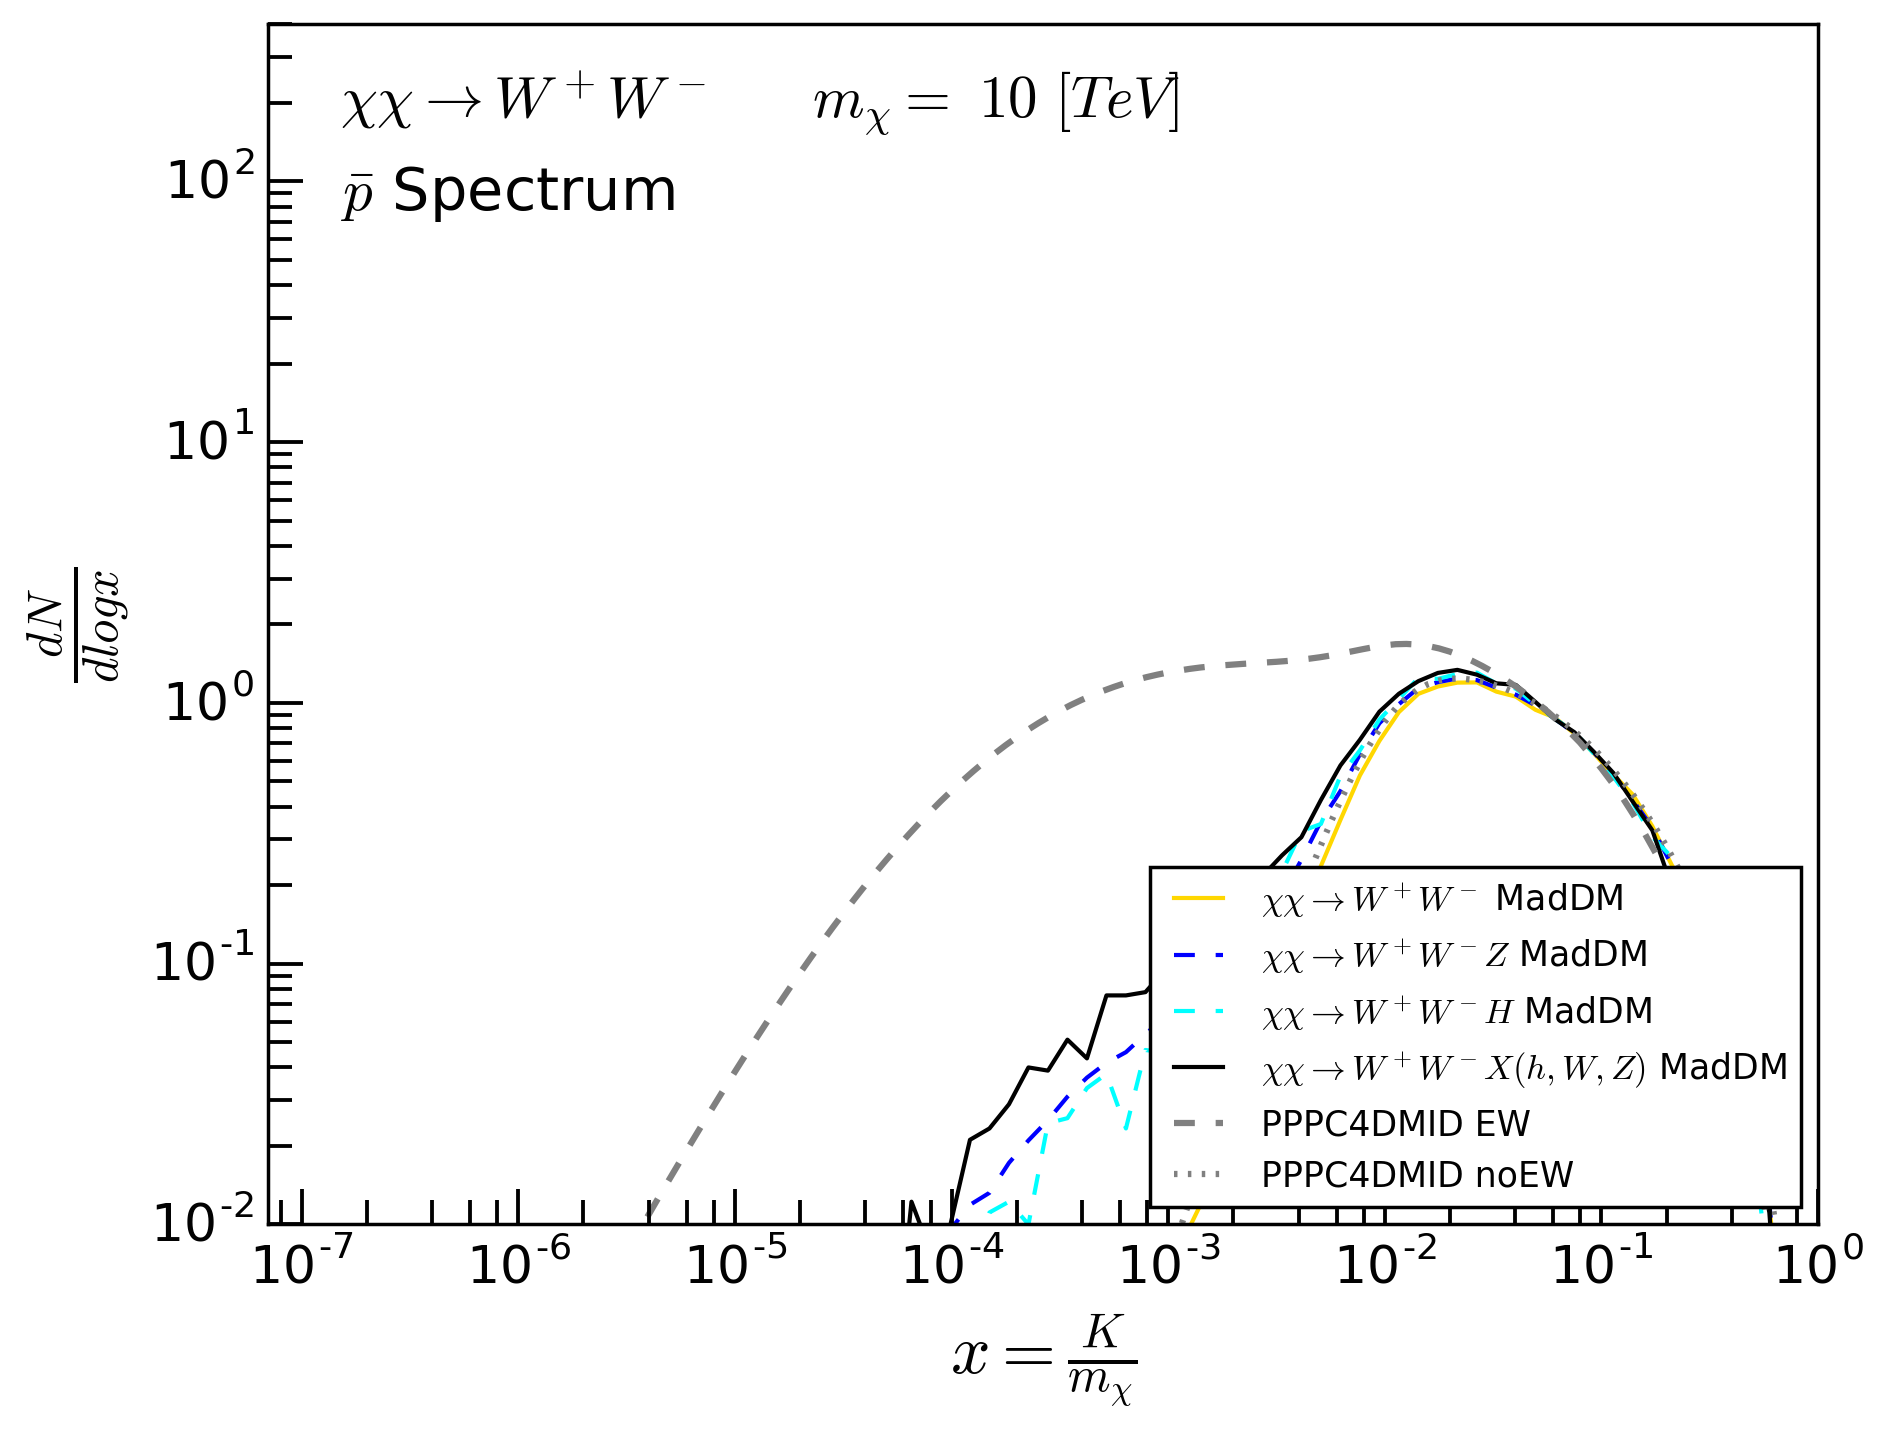 χχ → W⁺W⁻ m_χ = 10 [TeV]
p̄ Spectrum
10²
10¹
10⁰
10⁻¹
10⁻²
dN/dlogx
χχ → W⁺W⁻ MadDM
χχ → W⁺W⁻Z MadDM
χχ → W⁺W⁻H MadDM
χχ → W⁺W⁻X(h, W, Z) MadDM
PPPC4DMID EW
PPPC4DMID noEW
10⁻⁷ 10⁻⁶ 10⁻⁵ 10⁻⁴ 10⁻³ 10⁻² 10⁻¹ 10⁰
x = K/m_χ